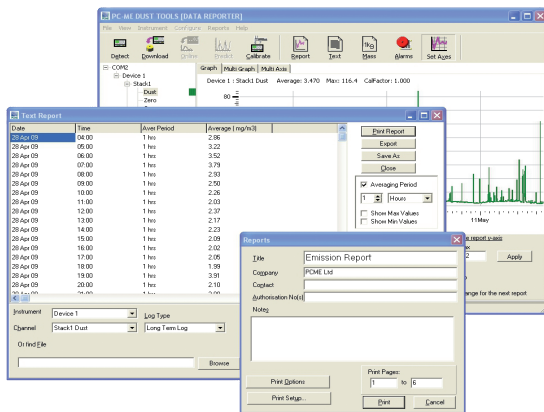 PC-ME DUST TOOLS [DATA REPORTER]
File View Instrument Configure Reports Help
Detect Download Online Predict Calibrate Report Text Mass Alarms Set Axes
COM2
Device 1
Stack1
Dust
Zero
Graph Multi Graph Multi Axis
Device 1 : Stack1 Dust Average: 3.470 Max: 116.4 CalFactor: 1.000
80
11May
Apply
ange for the next report
Text Report
Date Time Aver Period Average (mg/m3)
28 Apr 09 04:00 1 hrs 2.86
28 Apr 09 05:00 1 hrs 3.22
28 Apr 09 06:00 1 hrs 3.52
28 Apr 09 07:00 1 hrs 3.79
28 Apr 09 08:00 1 hrs 2.93
28 Apr 09 09:00 1 hrs 2.50
28 Apr 09 10:00 1 hrs 2.26
28 Apr 09 11:00 1 hrs 2.03
28 Apr 09 12:00 1 hrs 2.37
28 Apr 09 13:00 1 hrs 2.17
28 Apr 09 14:00 1 hrs 2.23
28 Apr 09 15:00 1 hrs 2.09
28 Apr 09 16:00 1 hrs 2.02
28 Apr 09 17:00 1 hrs 2.05
28 Apr 09 18:00 1 hrs 1.99
28 Apr 09 19:00 1 hrs 3.91
28 Apr 09 20:00 1 hrs 2.10
Print Report
Export
Save As
Close
Averaging Period
1 Hours
Show Max Values
Show Min Values
Instrument Device 1 Log Type
Channel Stack1 Dust Long Term Log
Or find File
Browse
Reports
Title Emission Report
Company PCME Ltd
Contact
Authorisation No(s)
Notes
Print Options
Print Setup...
Print Pages:
1 to 6
Print Cancel